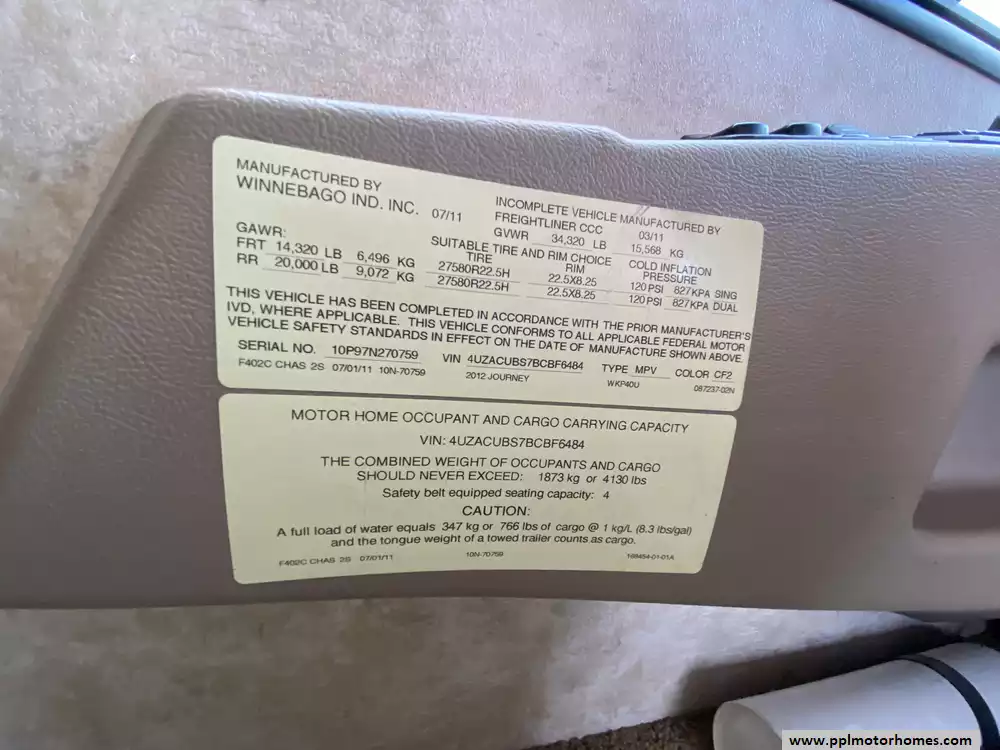 MANUFACTURED BY
WINNEBAGO IND. INC. 07/11
INCOMPLETE VEHICLE MANUFACTURED BY
FREIGHTLINER CCC 03/11
GVWR 34,320 LB 15,568 KG
GAWR:
FRT 14,320 LB 6,496 KG
RR 20,000 LB 9,072 KG
SUITABLE TIRE AND RIM CHOICE
TIRE RIM
27580R22.5H 22.5X8.25
27580R22.5H 22.5X8.25
COLD INFLATION
PRESSURE
120 PSI 827 KPA SING
120 PSI 827 KPA DUAL
THIS VEHICLE HAS BEEN COMPLETED IN ACCORDANCE WITH THE PRIOR MANUFACTURER'S
IVD, WHERE APPLICABLE. THIS VEHICLE CONFORMS TO ALL APPLICABLE FEDERAL MOTOR
VEHICLE SAFETY STANDARDS IN EFFECT ON THE DATE OF MANUFACTURE SHOWN ABOVE.
SERIAL NO. 10P97N270759 VIN 4UZACUBS7BCBF6484 TYPE MPV COLOR CF2
F402C CHAS 2S 07/01/11 10N-70759 2012 JOURNEY WKP40U 087237-02N
MOTOR HOME OCCUPANT AND CARGO CARRYING CAPACITY
VIN: 4UZACUBS7BCBF6484
THE COMBINED WEIGHT OF OCCUPANTS AND CARGO
SHOULD NEVER EXCEED: 1873 kg or 4130 lbs
Safety belt equipped seating capacity: 4
CAUTION:
A full load of water equals 347 kg or 766 lbs of cargo @ 1 kg/L (8.3 lbs/gal)
and the tongue weight of a towed trailer counts as cargo.
F402C CHAS 2S 07/01/11 10N-70759 168454-01-01A
www.pplmotorhomes.com